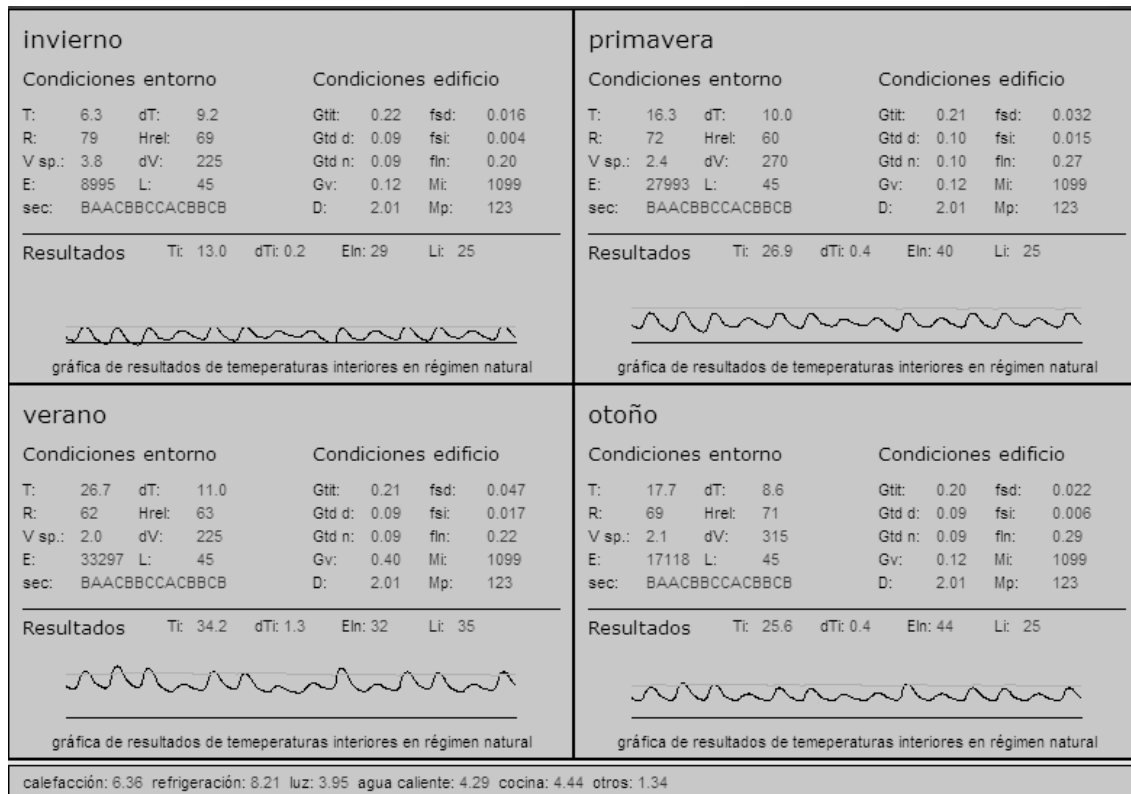 invierno
Condiciones entorno Condiciones edificio
T: 6.3 dT: 9.2 Gtit: 0.22 fsd: 0.016
R: 79 Hrel: 69 Gtd d: 0.09 fsi: 0.004
V sp.: 3.8 dV: 225 Gtd n: 0.09 fln: 0.20
E: 8995 L: 45 Gv: 0.12 Mi: 1099
sec: BAACBBCCACBBCB D: 2.01 Mp: 123
Resultados Ti: 13.0 dTi: 0.2 Eln: 29 Li: 25
gráfica de resultados de temeperaturas interiores en régimen natural
primavera
Condiciones entorno Condiciones edificio
T: 16.3 dT: 10.0 Gtit: 0.21 fsd: 0.032
R: 72 Hrel: 60 Gtd d: 0.10 fsi: 0.015
V sp.: 2.4 dV: 270 Gtd n: 0.10 fln: 0.27
E: 27993 L: 45 Gv: 0.12 Mi: 1099
sec: BAACBBCCACBBCB D: 2.01 Mp: 123
Resultados Ti: 26.9 dTi: 0.4 Eln: 40 Li: 25
gráfica de resultados de temeperaturas interiores en régimen natural
verano
Condiciones entorno Condiciones edificio
T: 26.7 dT: 11.0 Gtit: 0.21 fsd: 0.047
R: 62 Hrel: 63 Gtd d: 0.09 fsi: 0.017
V sp.: 2.0 dV: 225 Gtd n: 0.09 fln: 0.22
E: 33297 L: 45 Gv: 0.40 Mi: 1099
sec: BAACBBCCACBBCB D: 2.01 Mp: 123
Resultados Ti: 34.2 dTi: 1.3 Eln: 32 Li: 35
gráfica de resultados de temeperaturas interiores en régimen natural
otoño
Condiciones entorno Condiciones edificio
T: 17.7 dT: 8.6 Gtit: 0.20 fsd: 0.022
R: 69 Hrel: 71 Gtd d: 0.09 fsi: 0.006
V sp.: 2.1 dV: 315 Gtd n: 0.09 fln: 0.29
E: 17118 L: 45 Gv: 0.12 Mi: 1099
sec: BAACBBCCACBBCB D: 2.01 Mp: 123
Resultados Ti: 25.6 dTi: 0.4 Eln: 44 Li: 25
gráfica de resultados de temeperaturas interiores en régimen natural
calefacción: 6.36 refrigeración: 8.21 luz: 3.95 agua caliente: 4.29 cocina: 4.44 otros: 1.34